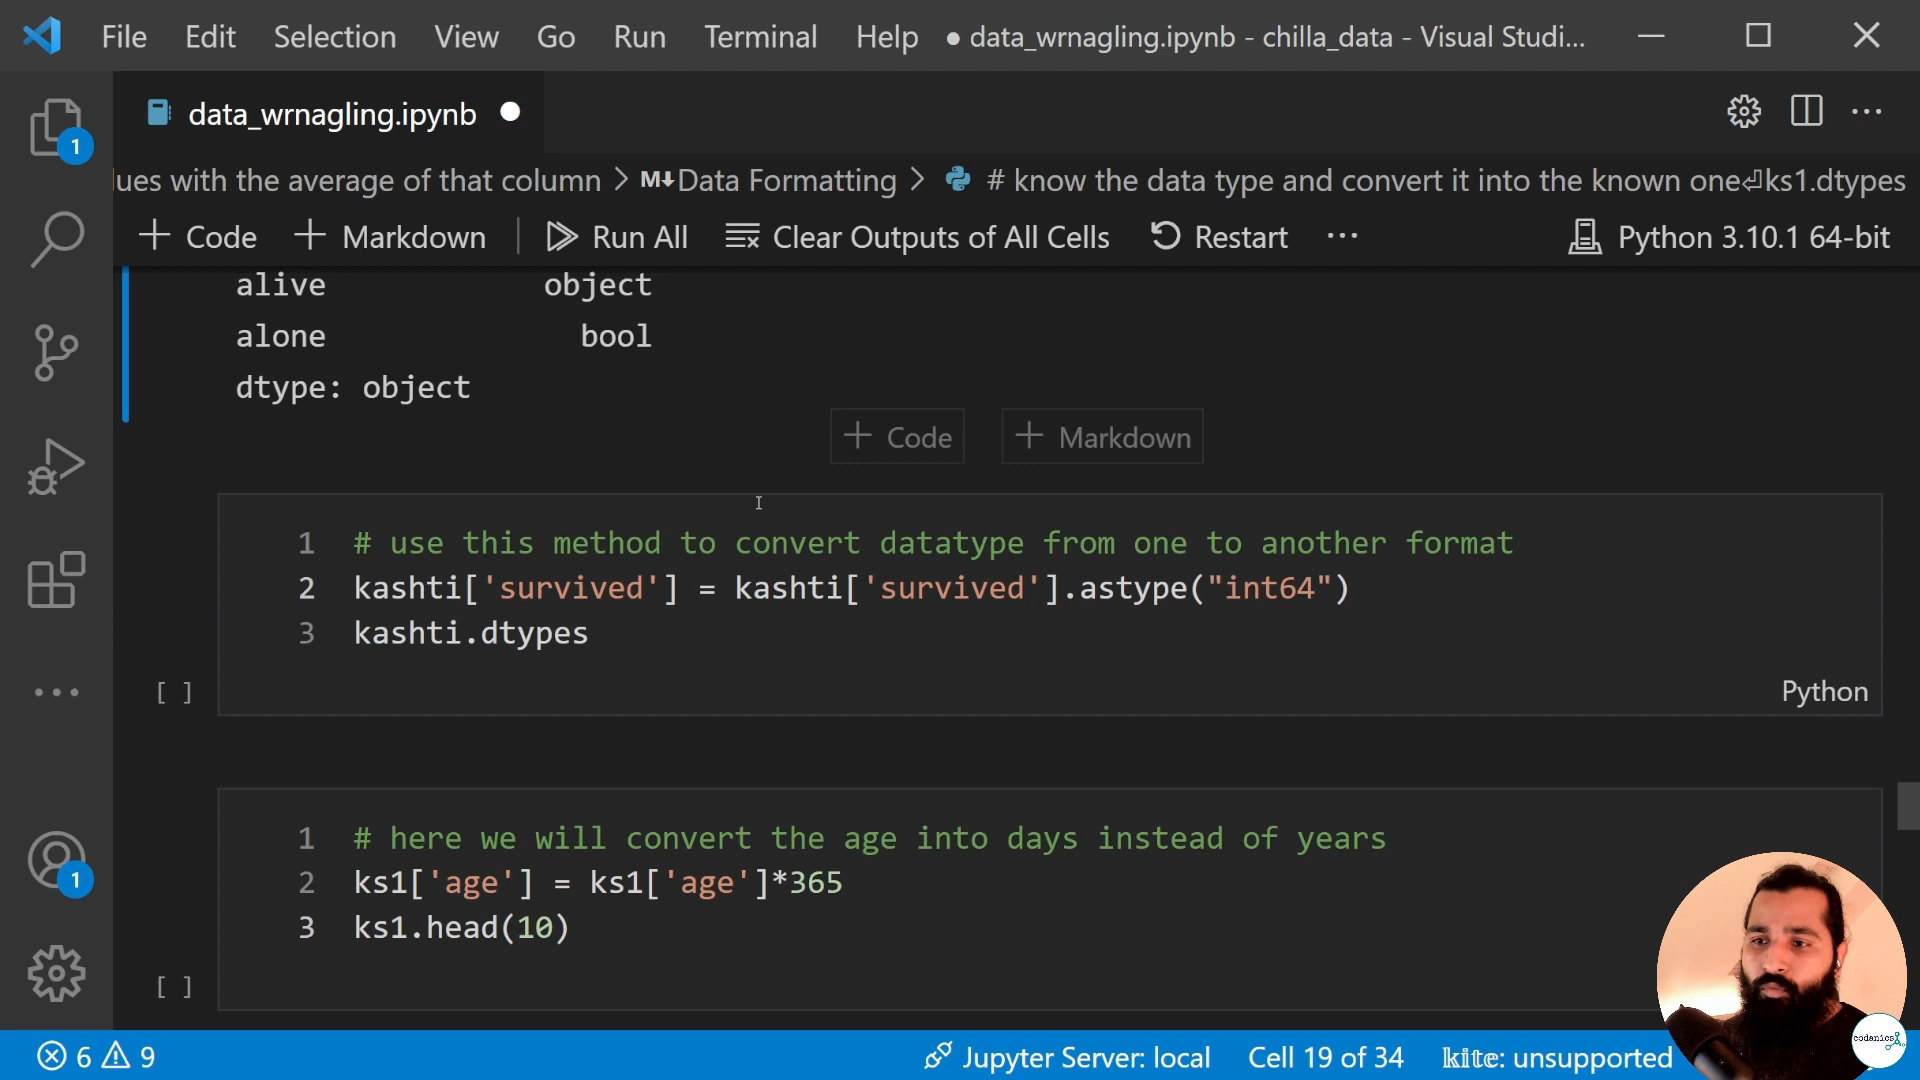 File Edit Selection View Go Run Terminal Help ● data_wrnagling.ipynb - chilla_data - Visual Studi...
data_wrnagling.ipynb
lues with the average of that column > M↓ Data Formatting > # know the data type and convert it into the known one⏎ks1.dtypes
+ Code + Markdown Run All Clear Outputs of All Cells Restart ... Python 3.10.1 64-bit
alive object
alone bool
dtype: object
+ Code + Markdown
1 # use this method to convert datatype from one to another format
2 kashti['survived'] = kashti['survived'].astype("int64")
3 kashti.dtypes
[ ]
Python
1 # here we will convert the age into days instead of years
2 ks1['age'] = ks1['age']*365
3 ks1.head(10)
[ ]
1
1
6 9 Jupyter Server: local Cell 19 of 34 kite: unsupported
codanics